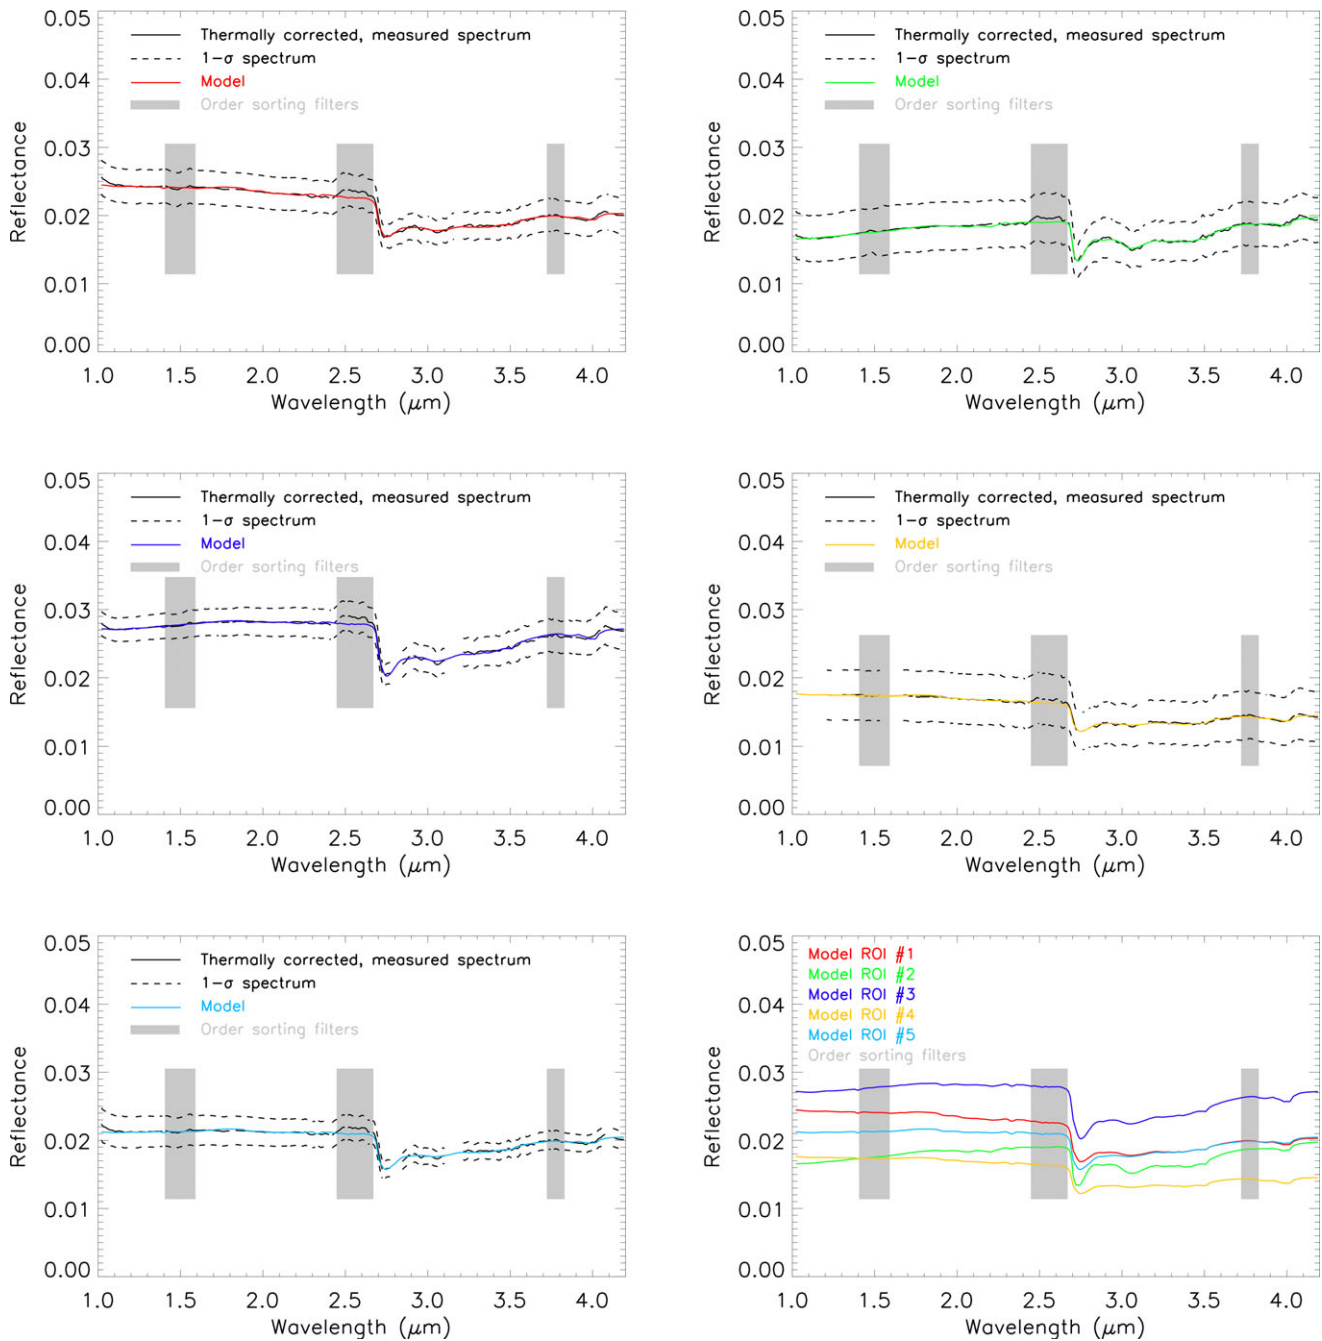 0.05
0.04
0.03
0.02
0.01
0.00
Reflectance
Thermally corrected, measured spectrum
1-σ spectrum
Model
Order sorting filters
1.0 1.5 2.0 2.5 3.0 3.5 4.0
Wavelength (μm)
0.05
0.04
0.03
0.02
0.01
0.00
Reflectance
Thermally corrected, measured spectrum
1-σ spectrum
Model
Order sorting filters
1.0 1.5 2.0 2.5 3.0 3.5 4.0
Wavelength (μm)
0.05
0.04
0.03
0.02
0.01
0.00
Reflectance
Thermally corrected, measured spectrum
1-σ spectrum
Model
Order sorting filters
1.0 1.5 2.0 2.5 3.0 3.5 4.0
Wavelength (μm)
0.05
0.04
0.03
0.02
0.01
0.00
Reflectance
Thermally corrected, measured spectrum
1-σ spectrum
Model
Order sorting filters
1.0 1.5 2.0 2.5 3.0 3.5 4.0
Wavelength (μm)
0.05
0.04
0.03
0.02
0.01
0.00
Reflectance
Thermally corrected, measured spectrum
1-σ spectrum
Model
Order sorting filters
1.0 1.5 2.0 2.5 3.0 3.5 4.0
Wavelength (μm)
0.05
0.04
0.03
0.02
0.01
0.00
Reflectance
Model ROI #1
Model ROI #2
Model ROI #3
Model ROI #4
Model ROI #5
Order sorting filters
1.0 1.5 2.0 2.5 3.0 3.5 4.0
Wavelength (μm)